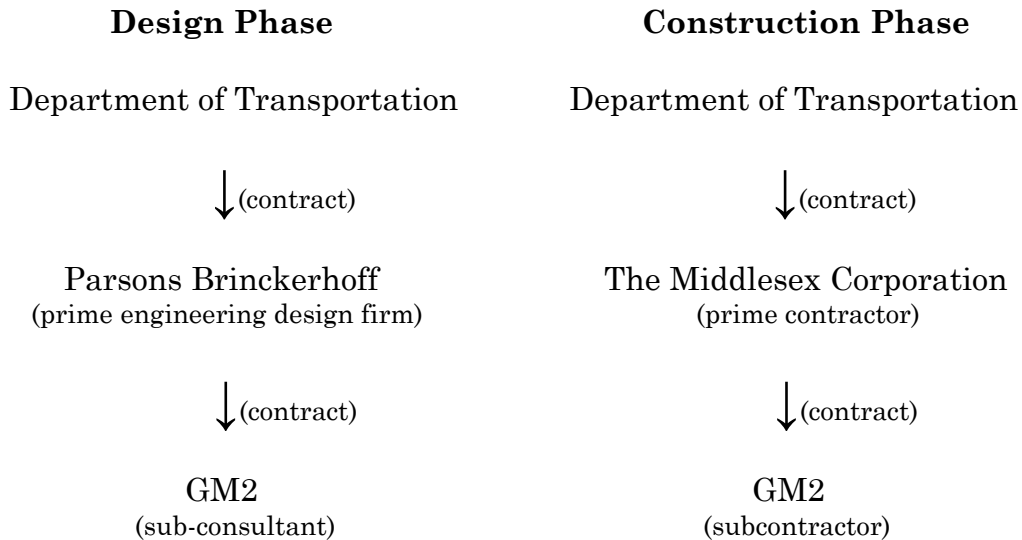 Design Phase
Department of Transportation
(contract)
Parsons Brinckerhoff
(prime engineering design firm)
(contract)
GM2
(sub-consultant)
Construction Phase
Department of Transportation
(contract)
The Middlesex Corporation
(prime contractor)
(contract)
GM2
(subcontractor)